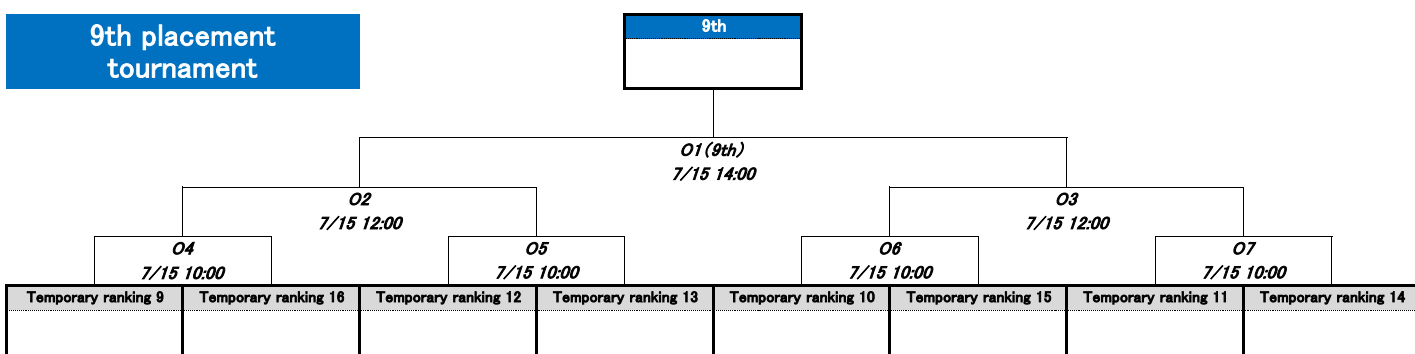 9th placement
tournament
9th
O1(9th)
7/15 14:00
O2
7/15 12:00
O3
7/15 12:00
O4
7/15 10:00
O5
7/15 10:00
O6
7/15 10:00
O7
7/15 10:00
Temporary ranking 9
Temporary ranking 16
Temporary ranking 12
Temporary ranking 13
Temporary ranking 10
Temporary ranking 15
Temporary ranking 11
Temporary ranking 14